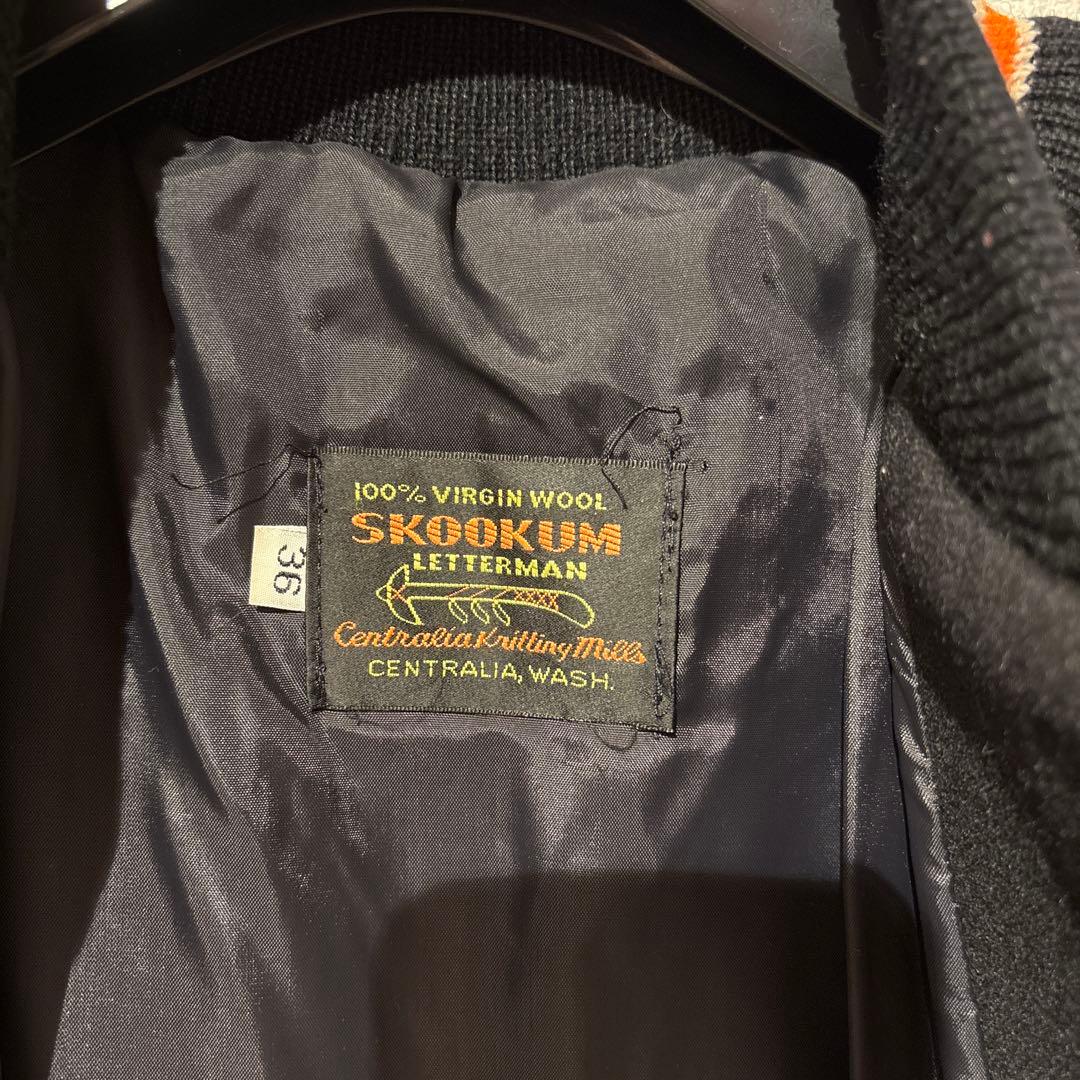 100% VIRGIN WOOL
SKOOKUM
LETTERMAN
Centralia Knitting Mills
CENTRALIA, WASH.
36